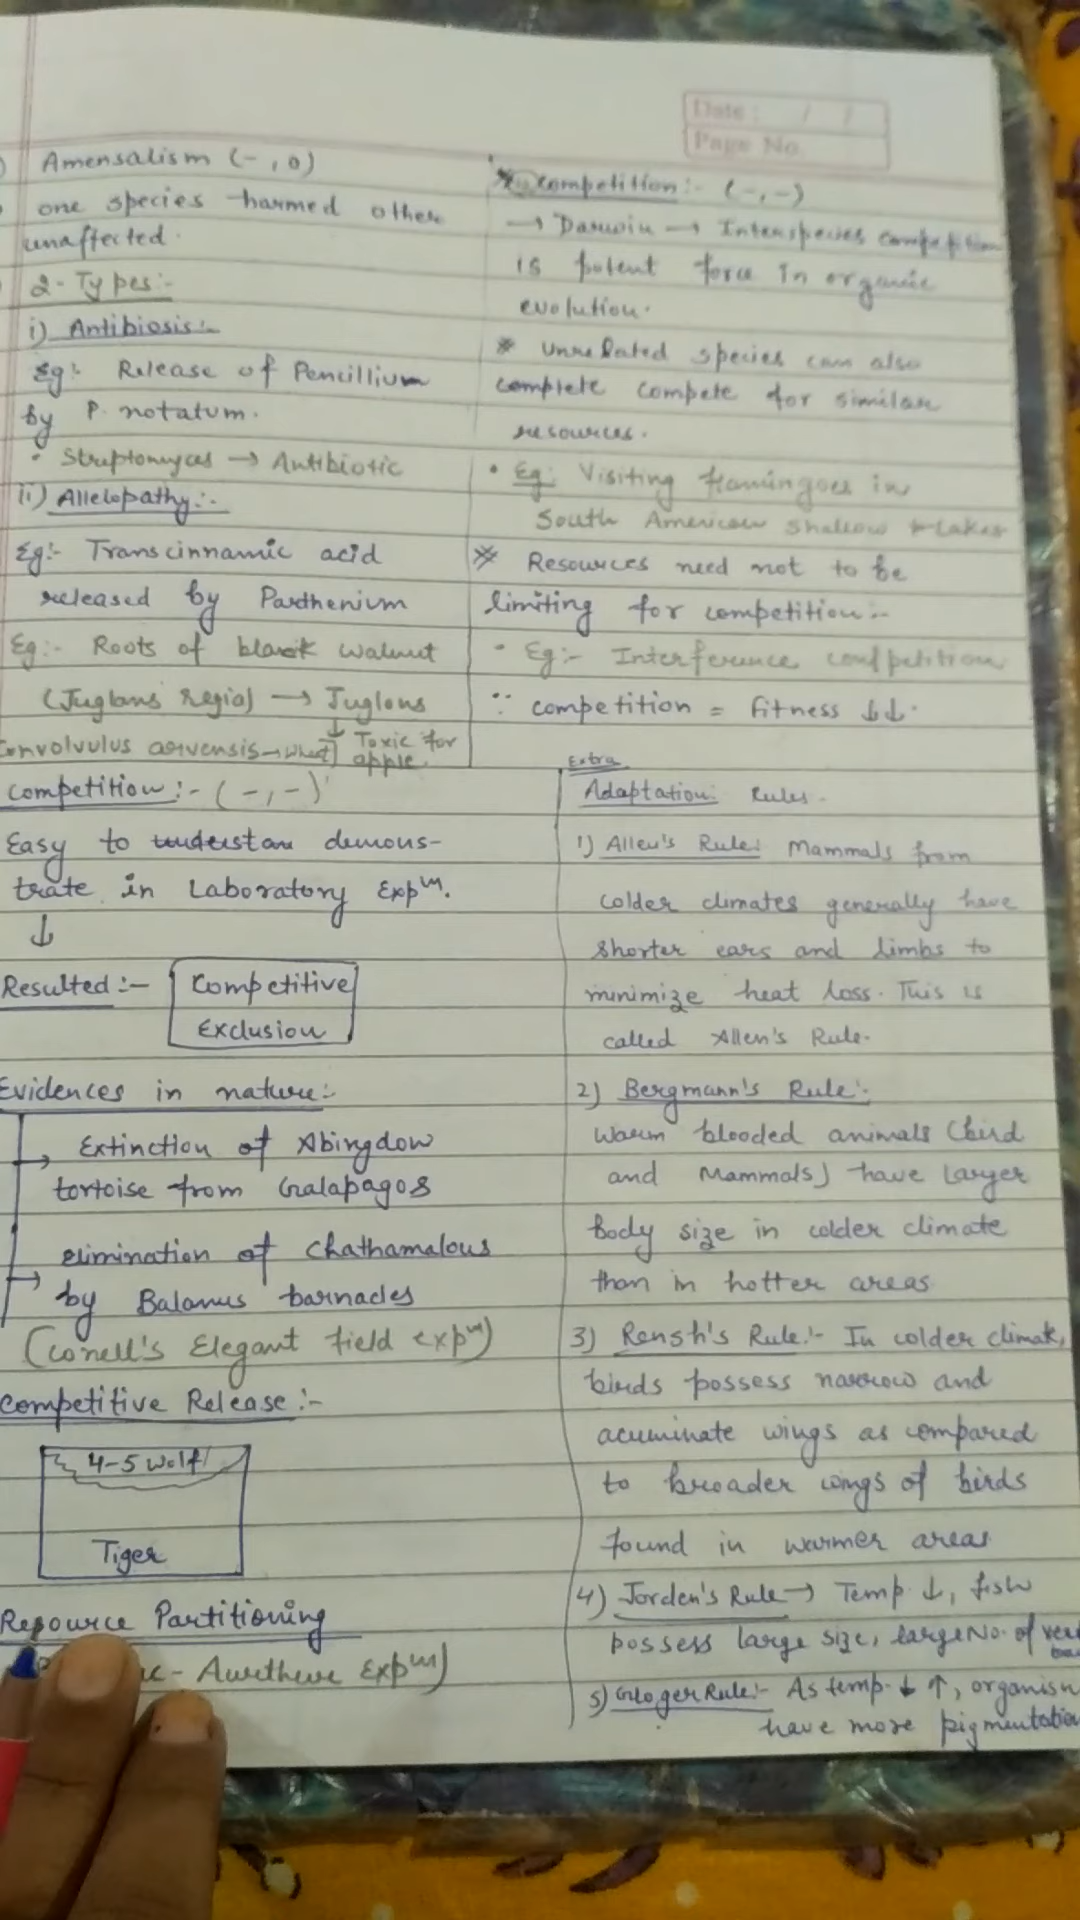 Date : / /
Page No.
Amensalism (-, 0)
one species harmed other
unaffected.
2-Types:-
i) Antibiosis:-
Eg:- Release of Pencillium
by P. notatum.
• Streptomyces → Antibiotic
ii) Allelopathy:-
Eg:- Transcinnamic acid
released by Parthenium
Eg:- Roots of black walnut
(Juglans regia) → Juglons
↓ Toxic for
apple.
Convolvulus arvensis → wheat
competition:- (-,-)
→ Darwin → Interspecies competition
is potent force in organic
evolution.
* Unrelated species can also
complete compete for similar
resources.
• Eg: Visiting flamingoes in
South American shallow lakes
* Resources need not to be
limiting for competition:-
• Eg:- Interference competition
∵ competition = fitness ↓↓.
competition:- (-,-)
Easy to understan demons-
trate in Laboratory Expᵐ.
↓
Resulted:- Competitive
Exclusion
Evidences in nature:-
→ Extinction of Abingdow
tortoise from Galapagos
→ elimination of Chathamalous
by Balanus barnacles
(Conell's Elegant field expᵐ)
Competitive Release:-
4-5 Wolf
Tiger
Resource Partitioning
Expᵐ)
Extra
Adaptation: Rules.
1) Allen's Rule: Mammals from
colder climates generally have
shorter ears and limbs to
minimize heat loss. This is
called Allen's Rule.
2) Bergmann's Rule:-
Warm blooded animals (bird
and Mammals) have larger
body size in colder climate
than in hotter areas
3) Rensh's Rule:- In colder climat,
birds possess narrow and
acuminate wings as compared
to broader wings of birds
found in warmer areas
4) Jorden's Rule → Temp ↓, fish
possess large size, large No. of
5) Gloger Rule:- As temp. ↑, organism
have more pigmentation